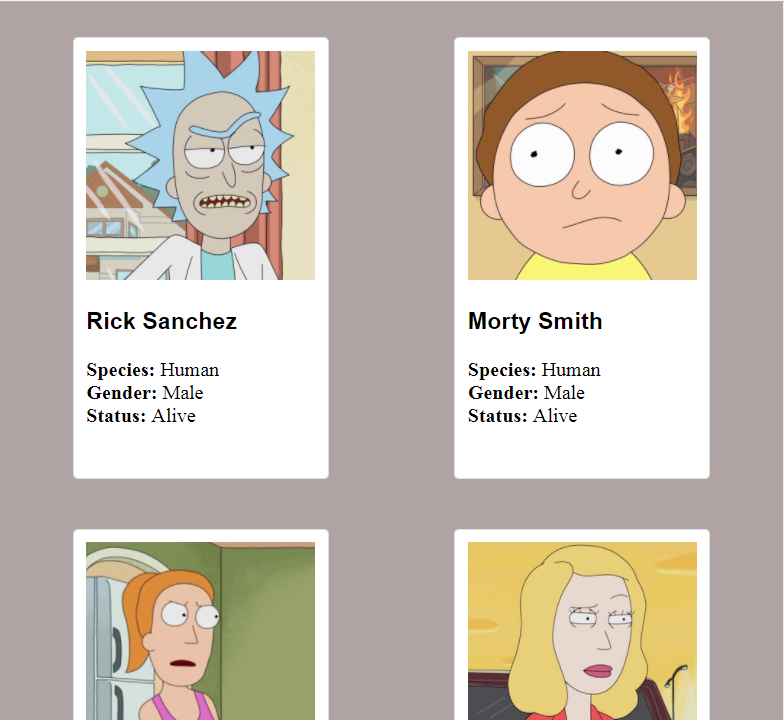 Rick Sanchez
Species: Human
Gender: Male
Status: Alive
Morty Smith
Species: Human
Gender: Male
Status: Alive